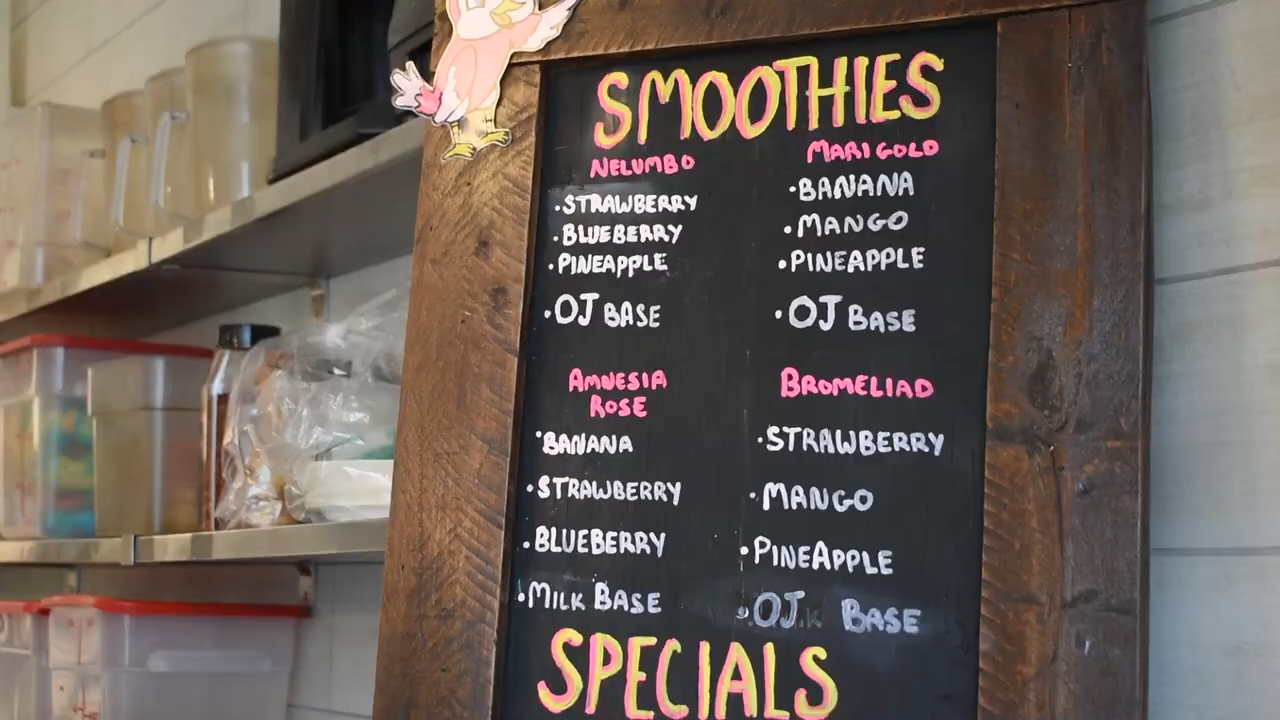 SMOOTHIES
NELUMBO
·STRAWBERRY
·BLUEBERRY
·PINEAPPLE
·OJ BASE
MARIGOLD
·BANANA
·MANGO
·PINEAPPLE
·OJ BASE
AMNESIA
ROSE
·BANANA
·STRAWBERRY
·BLUEBERRY
·MILK BASE
BROMELIAD
·STRAWBERRY
·MANGO
·PINEAPPLE
·OJ BASE
SPECIALS